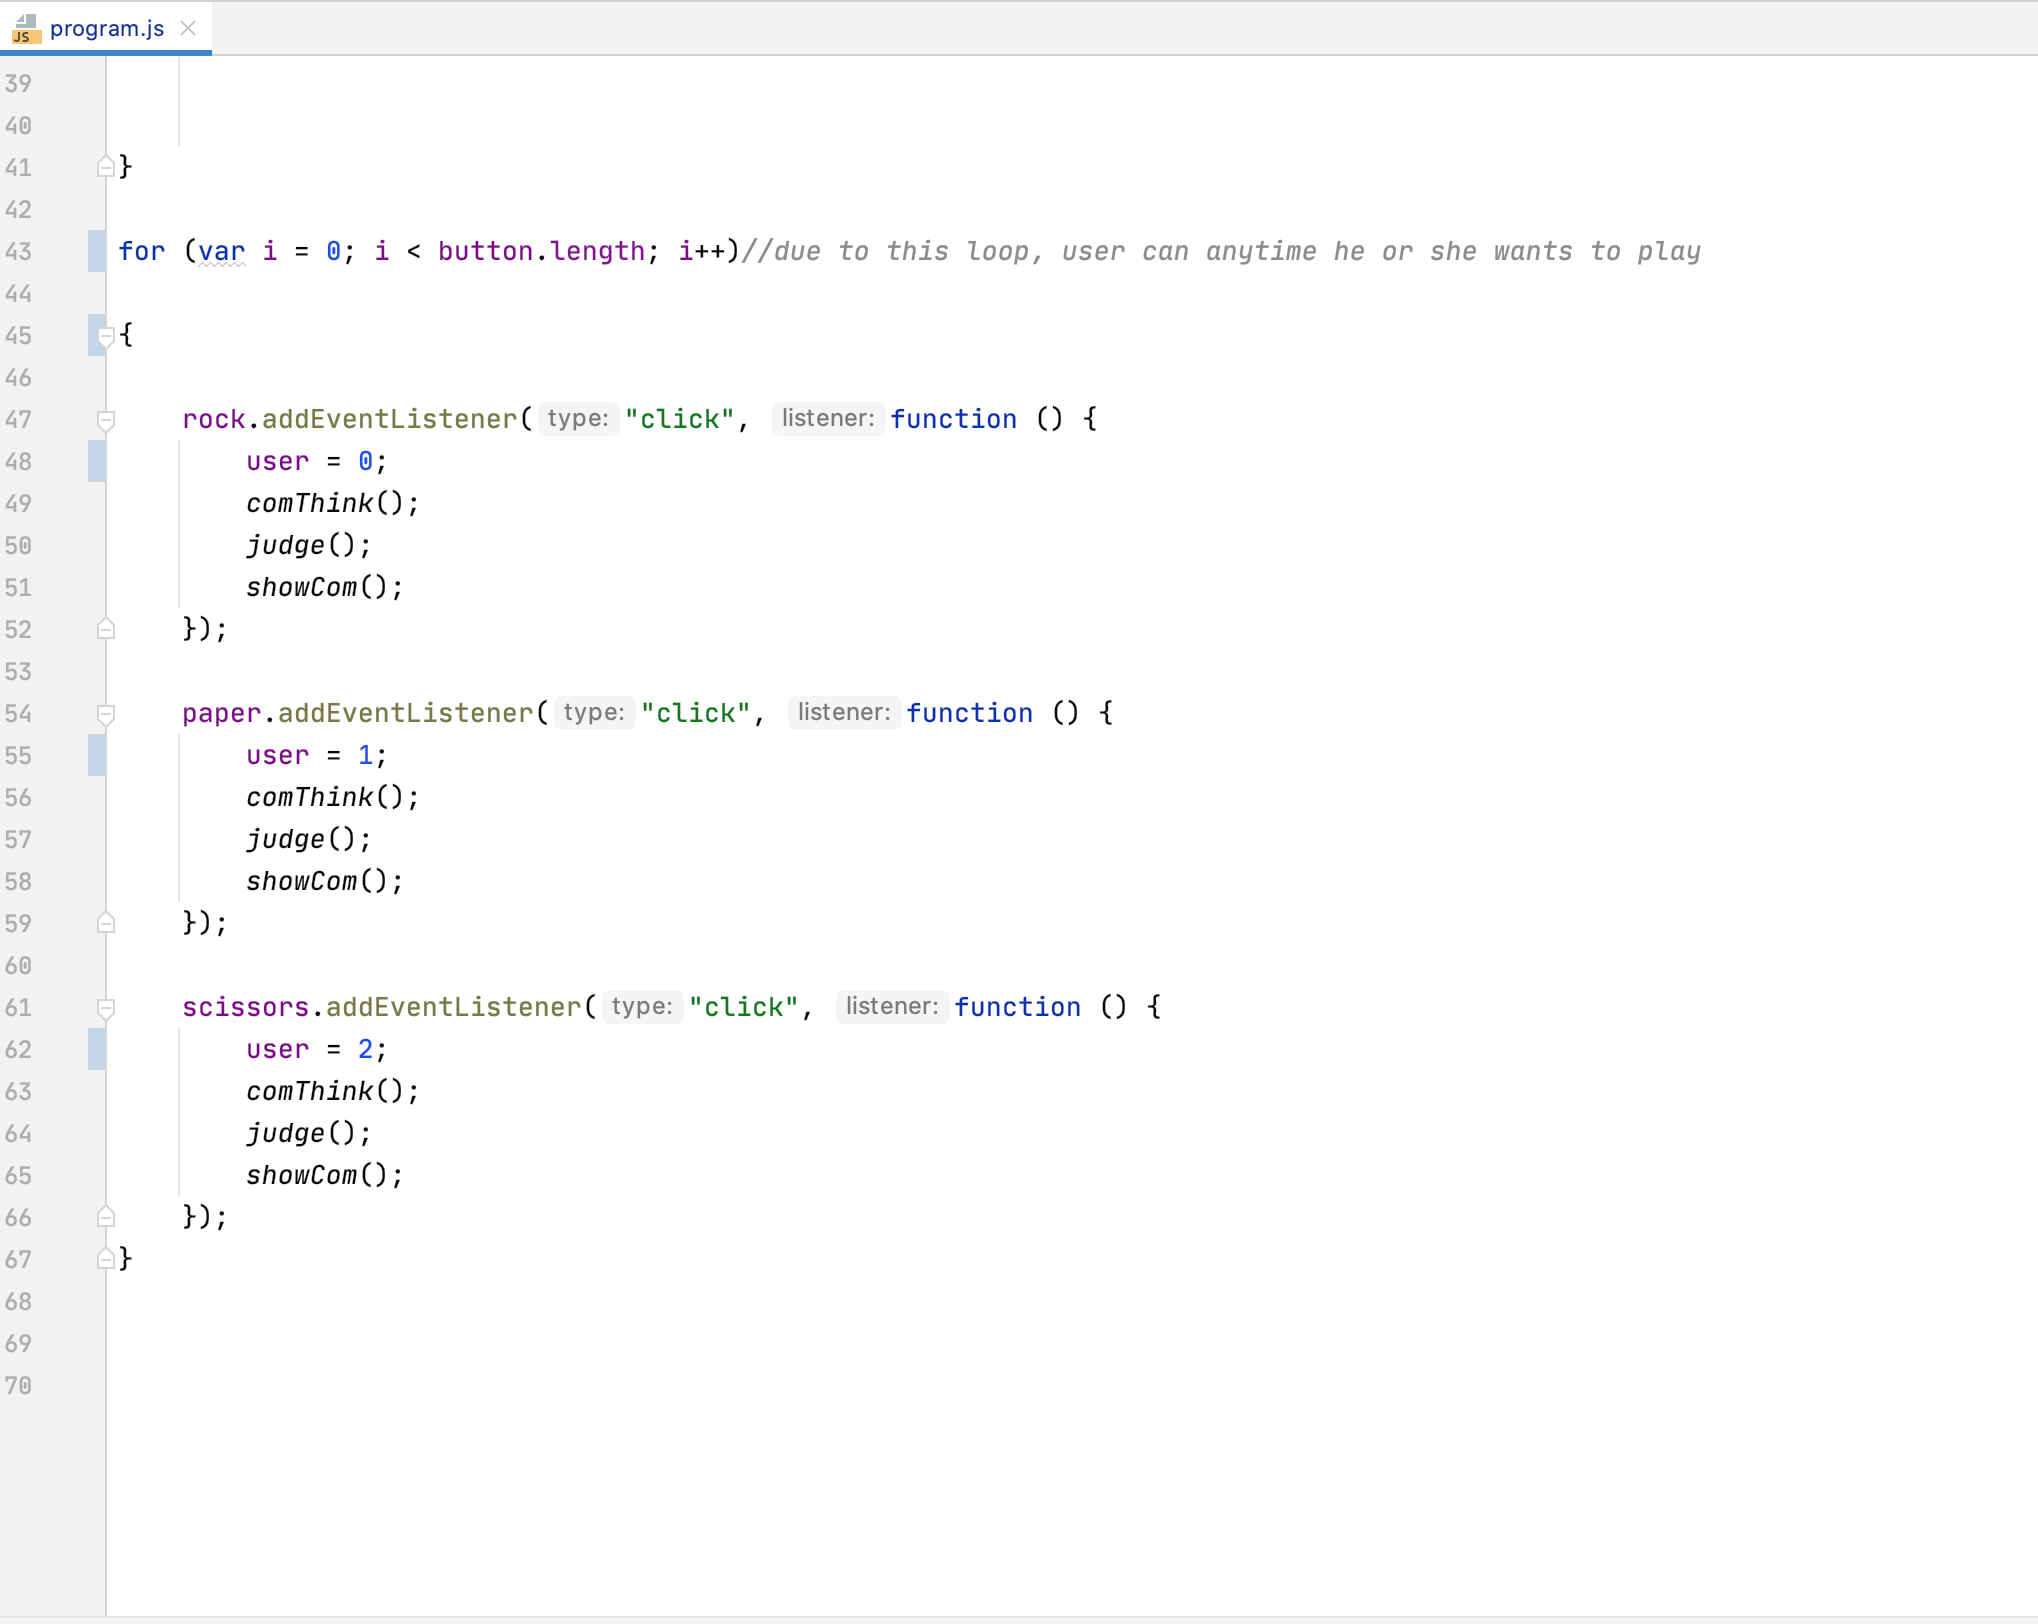 program.js
39
40
41 }
42
43 for (var i = 0; i < button.length; i++)//due to this loop, user can anytime he or she wants to play
44
45 {
46
47     rock.addEventListener( type: "click",  listener: function () {
48         user = 0;
49         comThink();
50         judge();
51         showCom();
52     });
53
54     paper.addEventListener( type: "click",  listener: function () {
55         user = 1;
56         comThink();
57         judge();
58         showCom();
59     });
60
61     scissors.addEventListener( type: "click",  listener: function () {
62         user = 2;
63         comThink();
64         judge();
65         showCom();
66     });
67 }
68
69
70